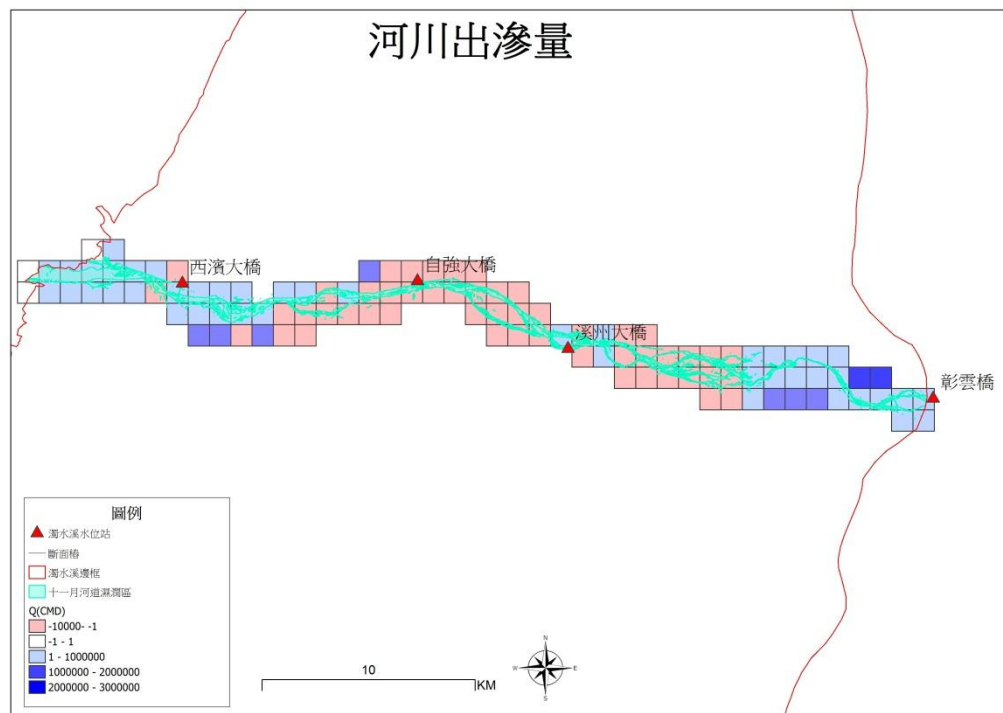 河川出滲量
西濱大橋
自強大橋
溪州大橋
彰雲橋
圖例
濁水溪水位站
斷面樁
濁水溪邊框
十一月河道濕潤區
Q(CMD)
-10000- -1
-1 - 1
1 - 1000000
1000000 - 2000000
2000000 - 3000000
10
KM
N
W
E
S